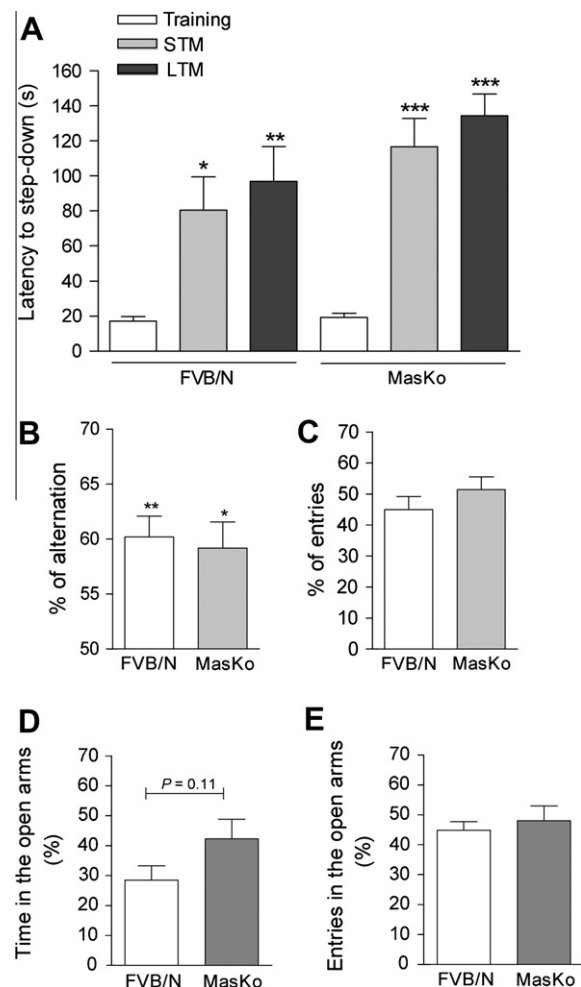 A
Training
STM
LTM
Latency to step-down (s)
160
140
120
100
80
60
40
20
0
*
**
***
***
FVB/N
MasKo
B
% of alternation
70
65
60
55
50
**
*
FVB/N
MasKo
C
% of entries
70
60
50
40
30
20
10
0
FVB/N
MasKo
D
Time in the open arms
(%)
70
60
50
40
30
20
10
0
P = 0.11
FVB/N
MasKo
E
Entries in the open arms
(%)
70
60
50
40
30
20
10
0
FVB/N
MasKo